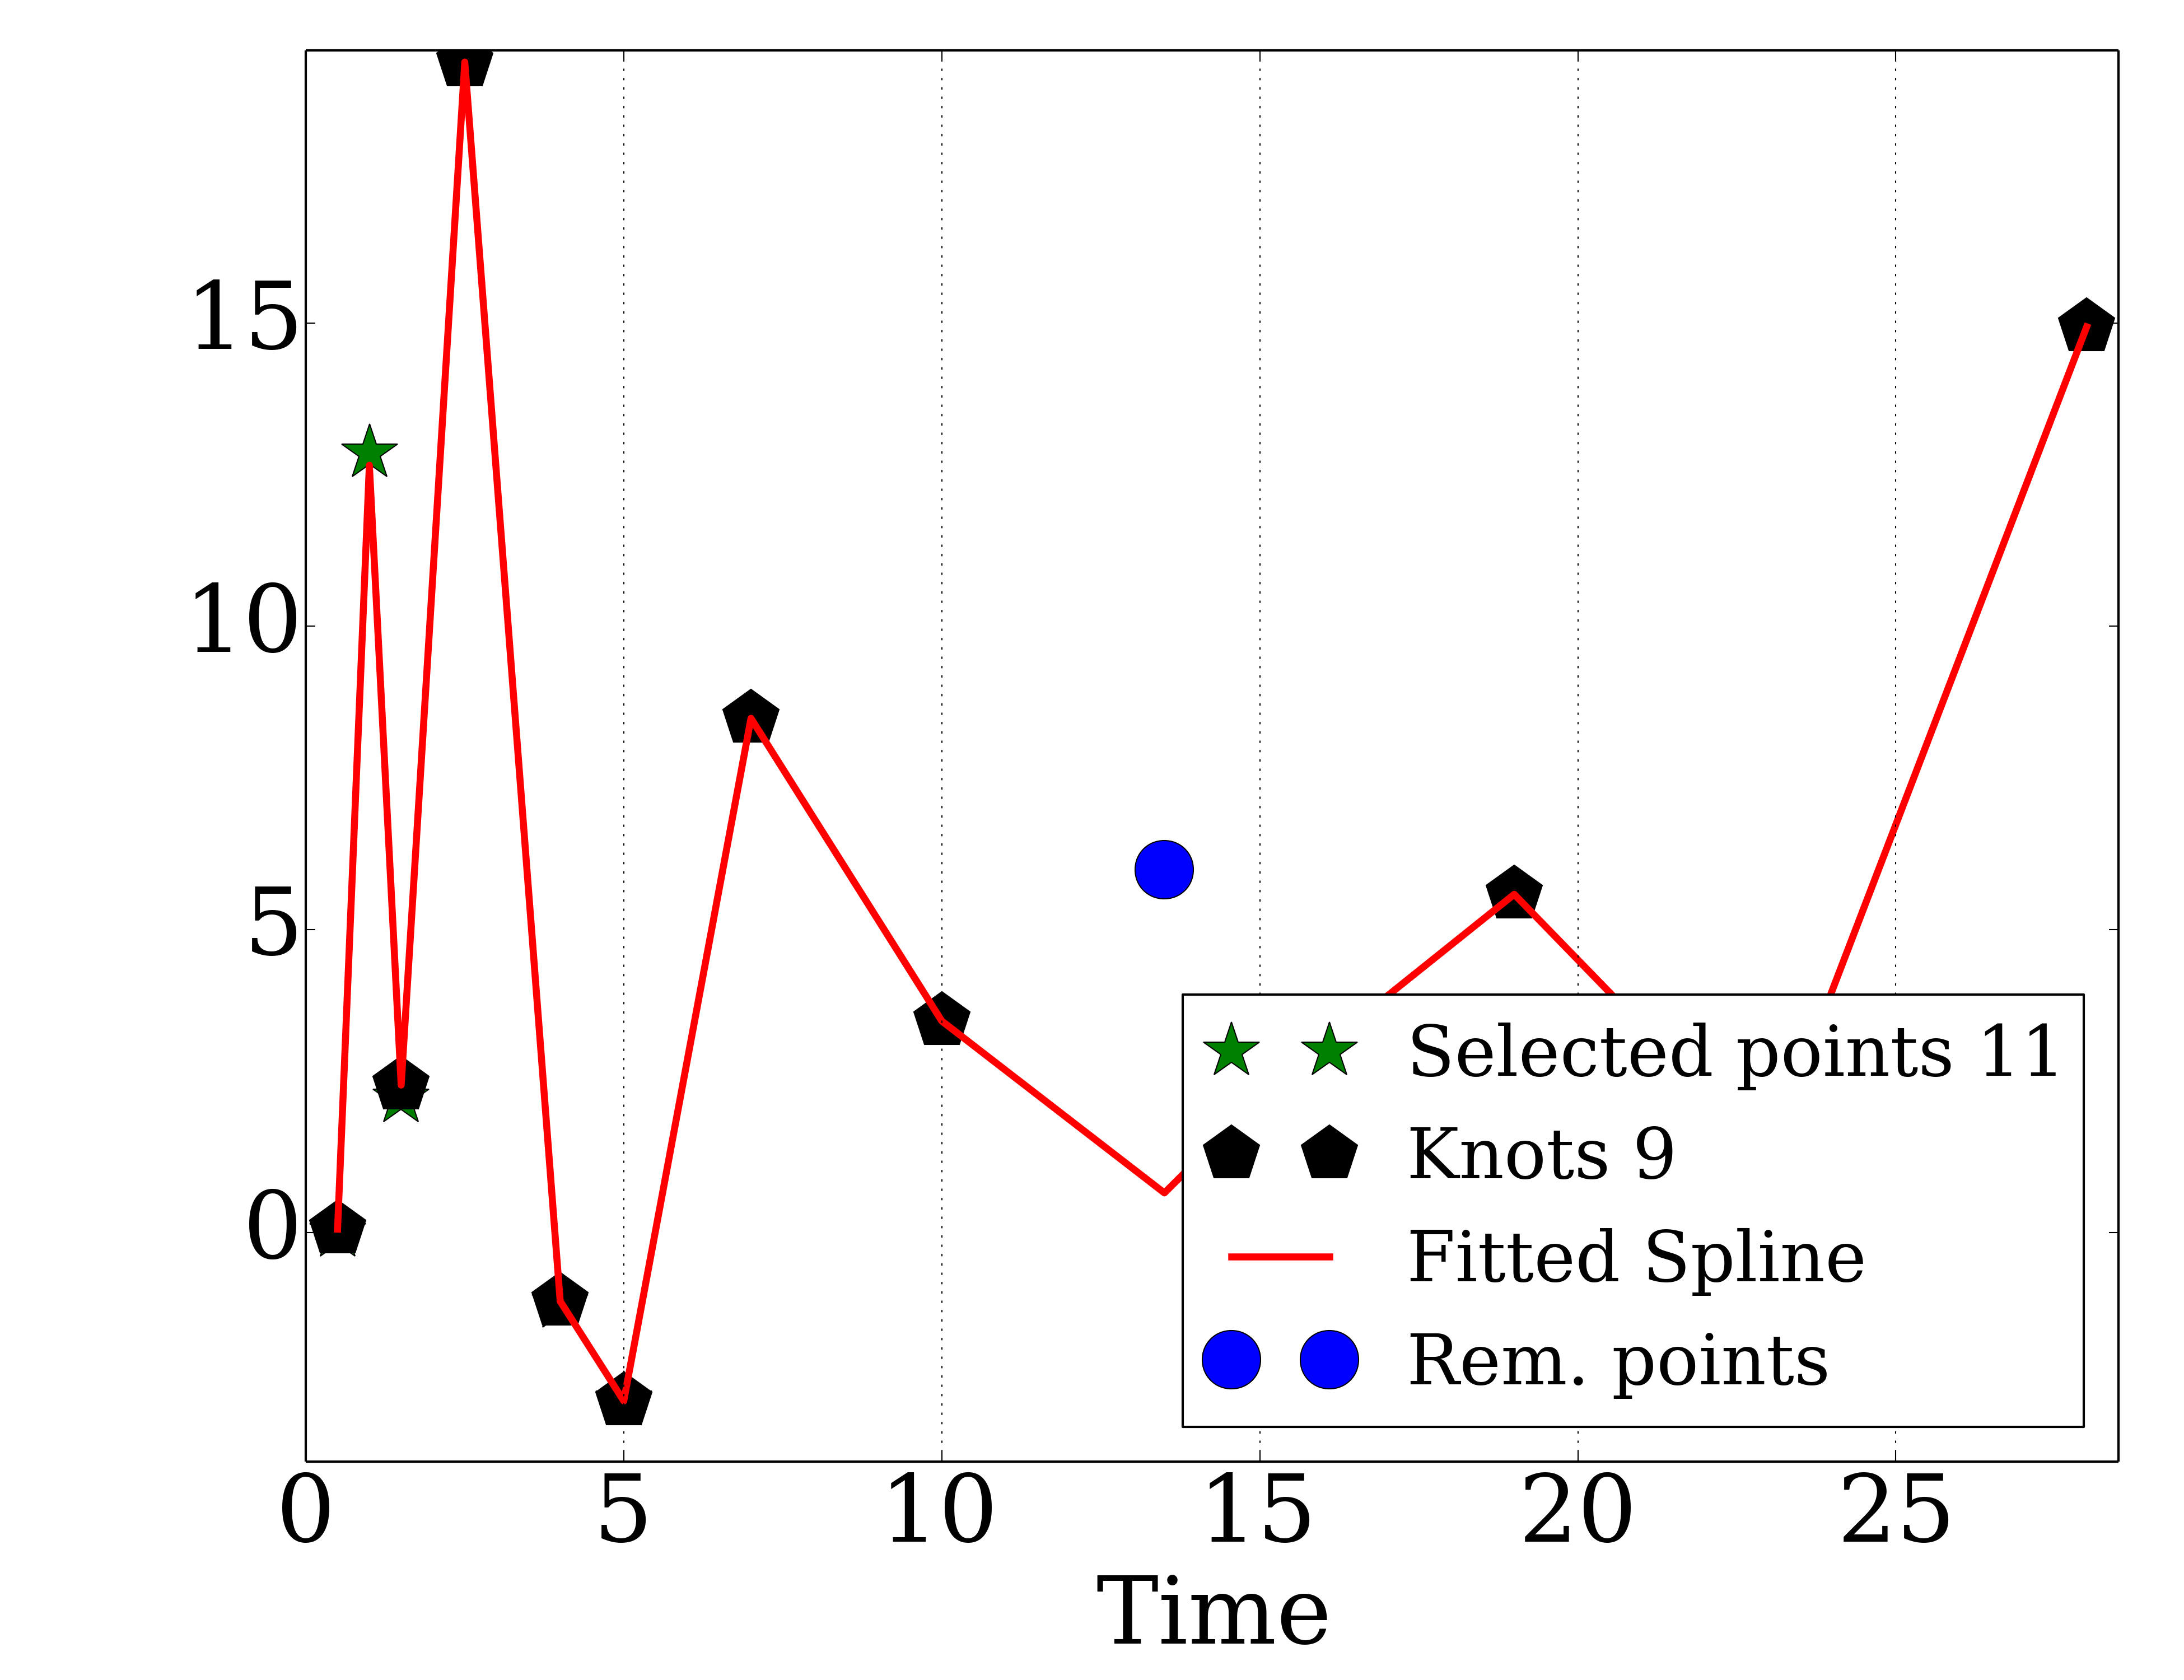 15
10
5
0
Selected points 11
Knots 9
Fitted Spline
Rem. points
0 5 10 15 20 25
Time